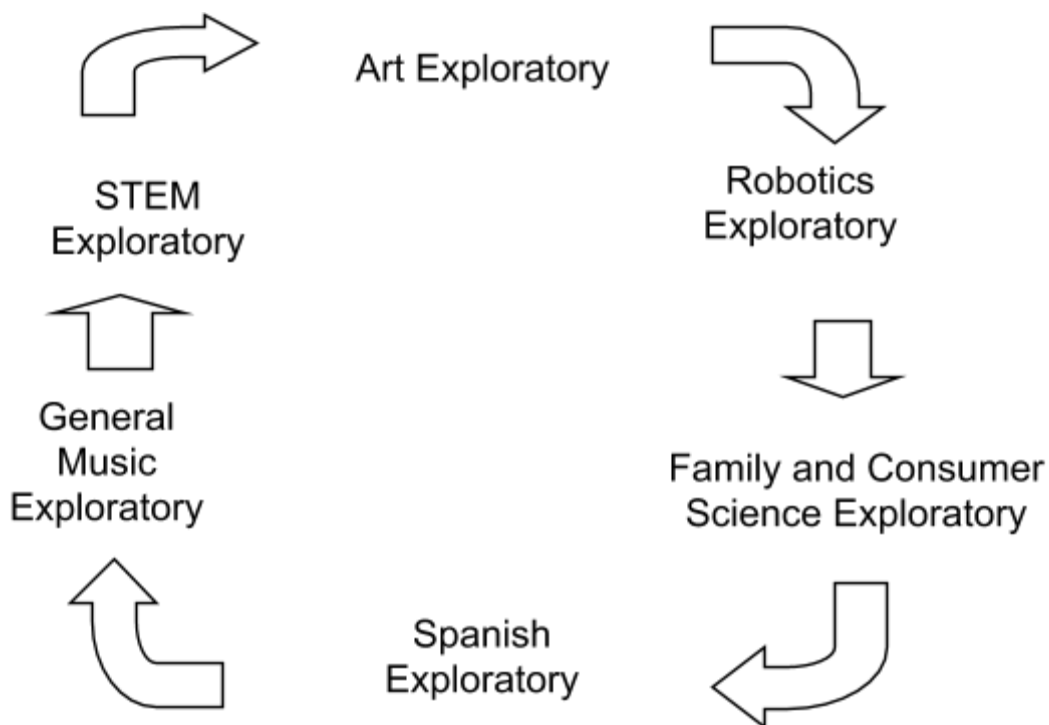 Art Exploratory
Robotics
Exploratory
Family and Consumer
Science Exploratory
Spanish
Exploratory
General
Music
Exploratory
STEM
Exploratory